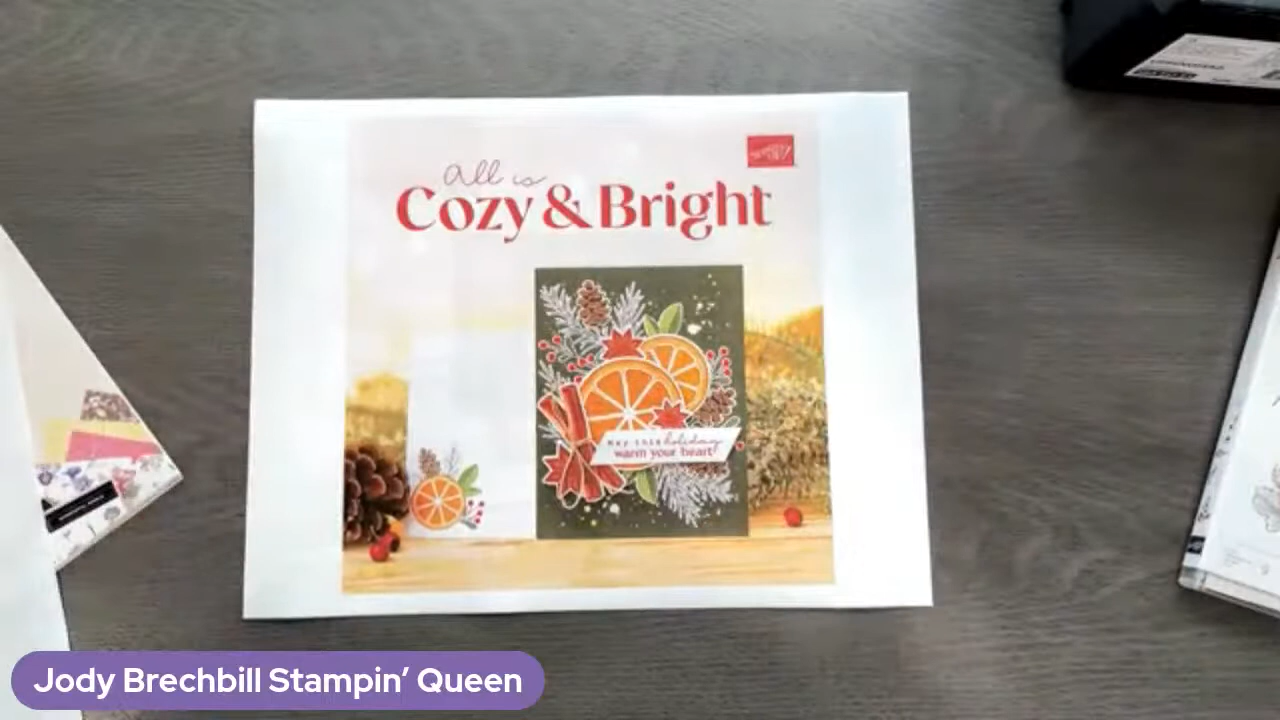 All is
Cozy & Bright
May this holiday
warm your heart!
Jody Brechbill Stampin’ Queen